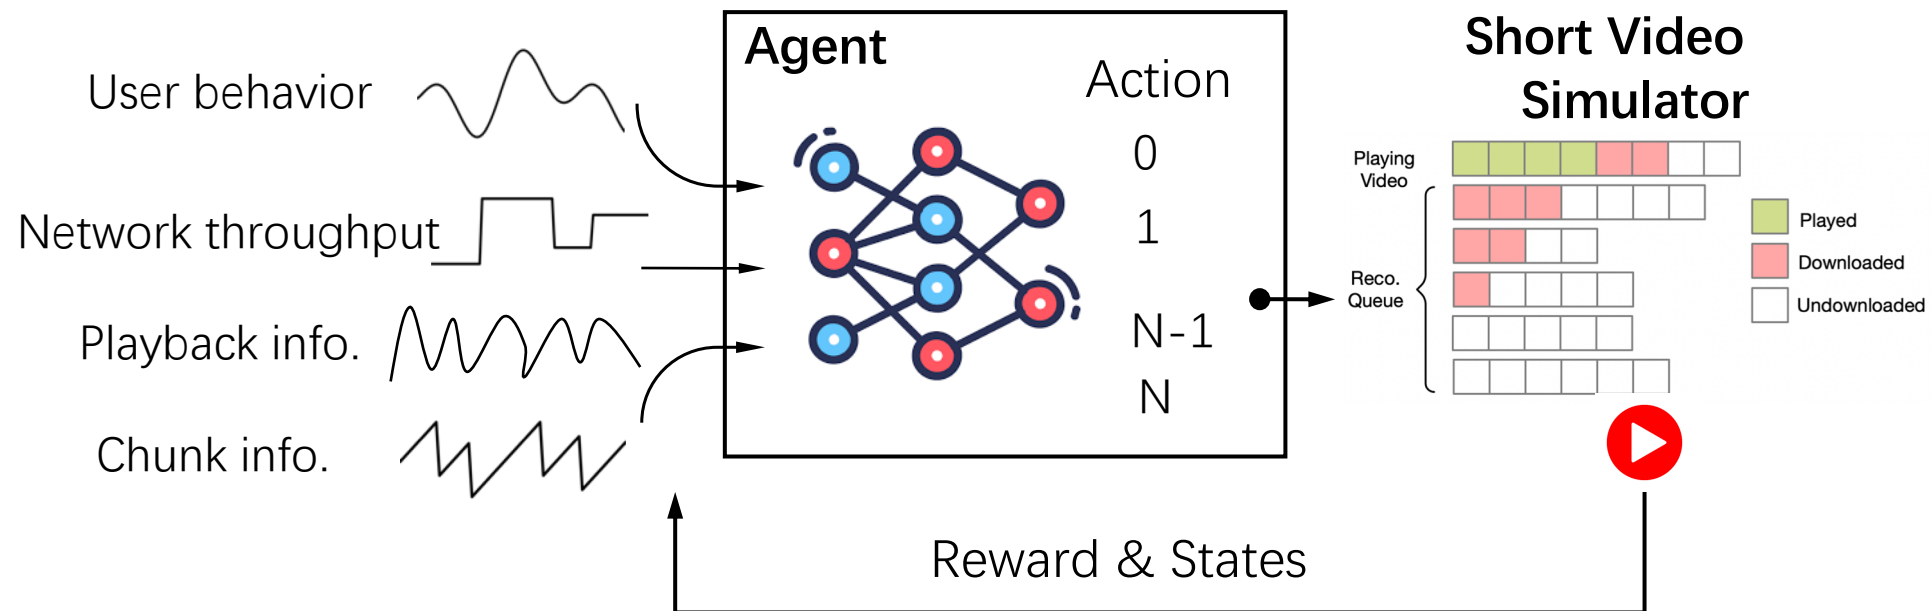 User behavior
Network throughput
Playback info.
Chunk info.
Agent
Action
0
1
N-1
N
Short Video
Simulator
Playing
Video
Reco.
Queue
Played
Downloaded
Undownloaded
Reward & States